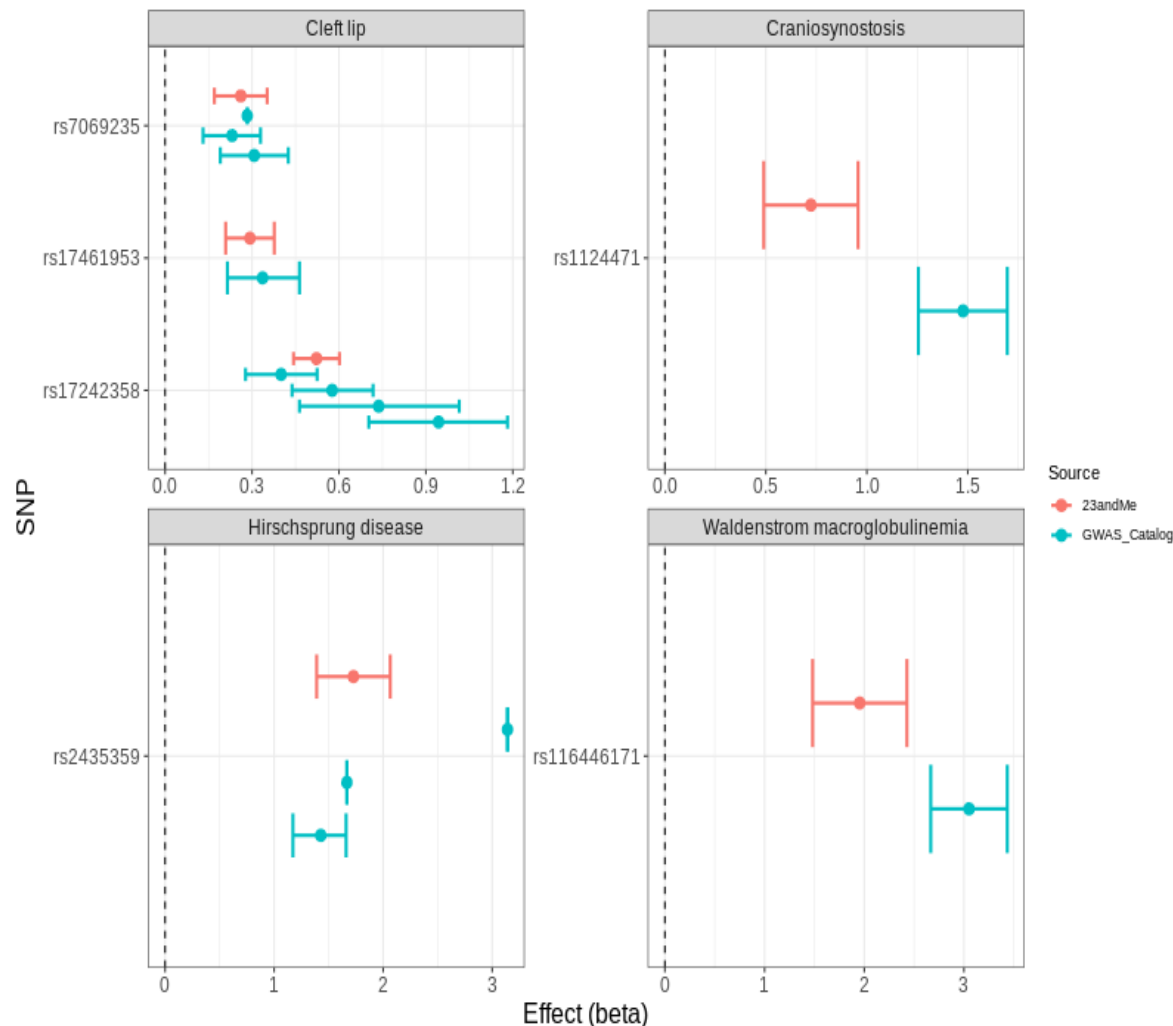 Cleft lip
Craniosynostosis
rs7069235
rs17461953
rs17242358
rs1124471
0.0 0.3 0.6 0.9 1.2
0.0 0.5 1.0 1.5
SNP
Source
23andMe
GWAS_Catalog
Hirschsprung disease
Waldenstrom macroglobulinemia
rs2435359
rs116446171
0 1 2 3
0 1 2 3
Effect (beta)